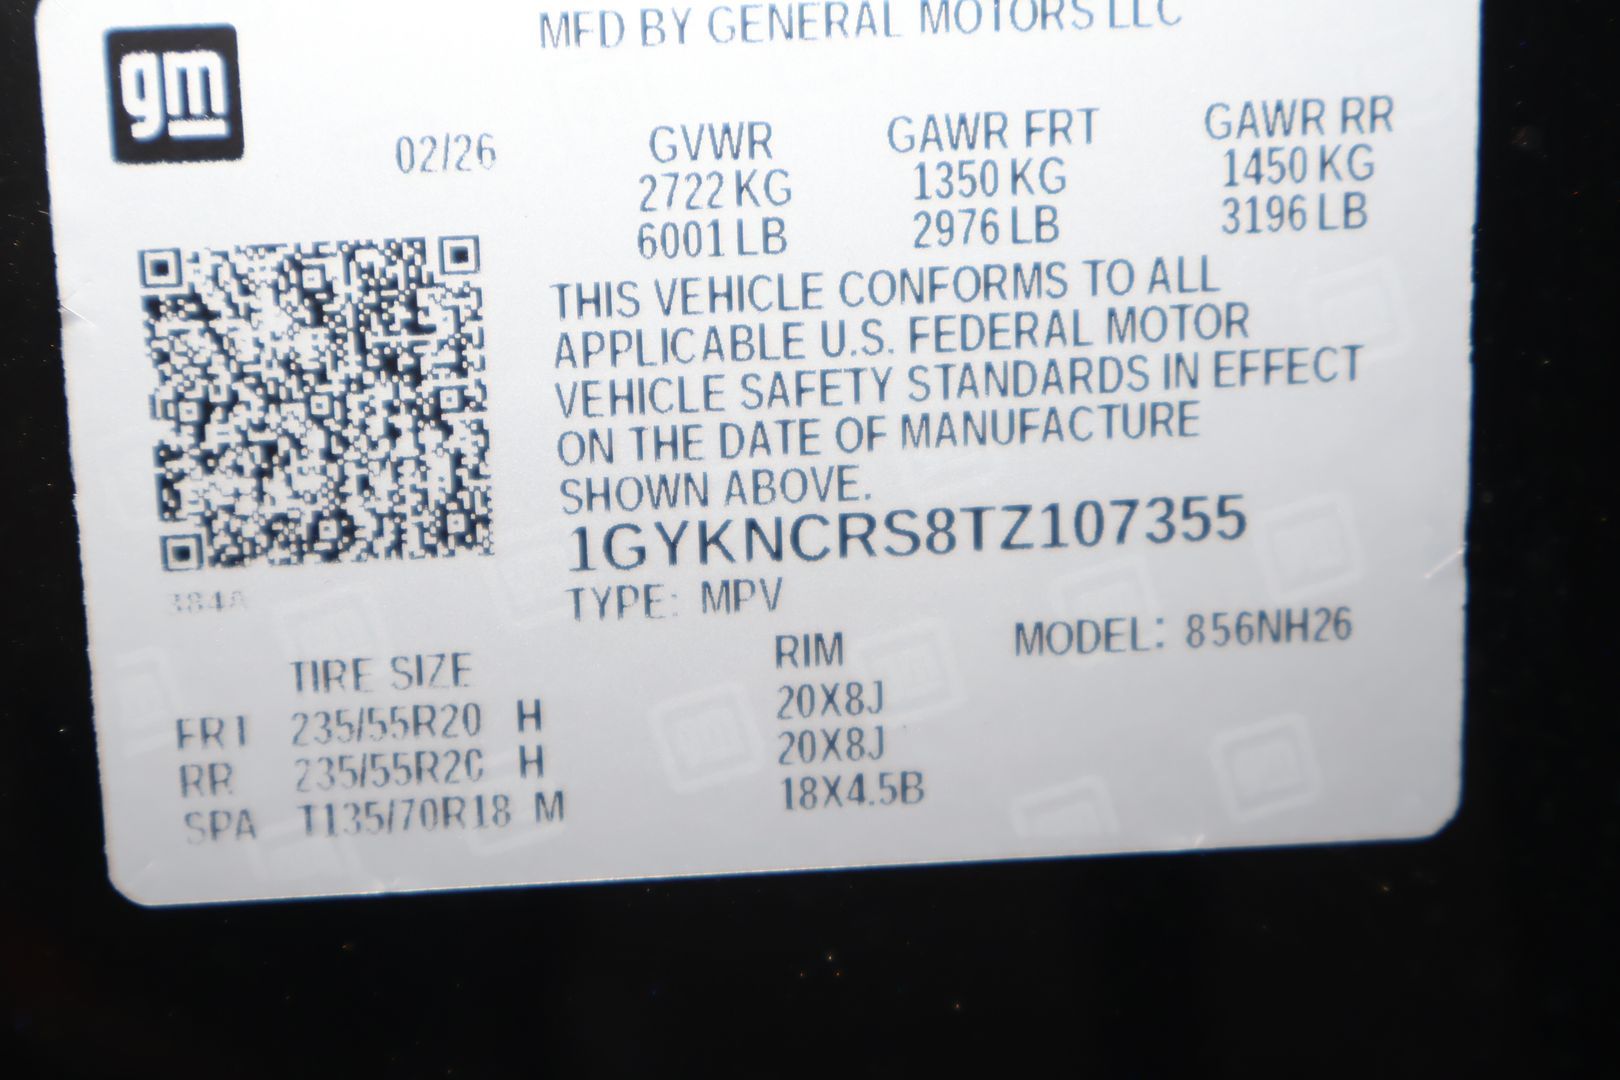 MFD BY GENERAL MOTORS LLC
gm
02/26
GVWR GAWR FRT GAWR RR
2722 KG 1350 KG 1450 KG
6001 LB 2976 LB 3196 LB
THIS VEHICLE CONFORMS TO ALL
APPLICABLE U.S. FEDERAL MOTOR
VEHICLE SAFETY STANDARDS IN EFFECT
ON THE DATE OF MANUFACTURE
SHOWN ABOVE.
1GYKNCRS8TZ107355
384A
TYPE: MPV
MODEL: 856NH26
TIRE SIZE RIM
FRT 235/55R20 H 20X8J
RR 235/55R20 H 20X8J
SPA T135/70R18 M 18X4.5B